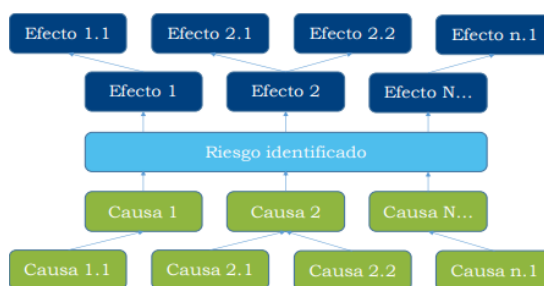 Efecto 1.1
Efecto 2.1
Efecto 2.2
Efecto n.1
Efecto 1
Efecto 2
Efecto N...
Riesgo identificado
Causa 1
Causa 2
Causa N...
Causa 1.1
Causa 2.1
Causa 2.2
Causa n.1